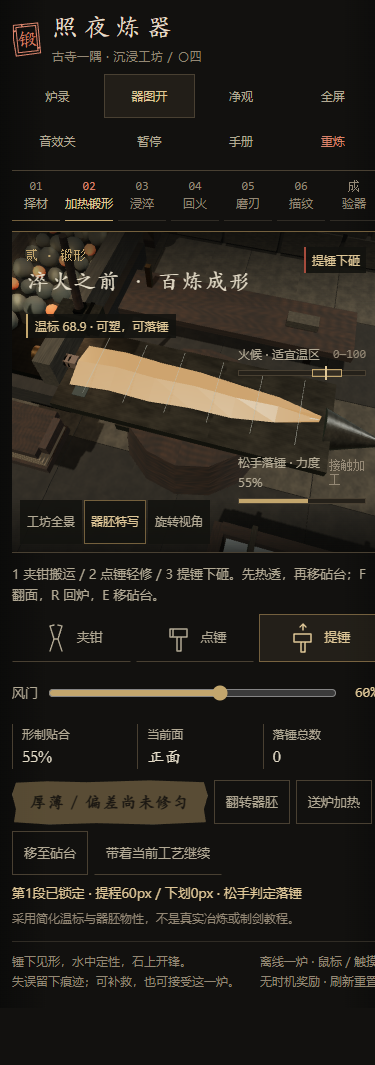 锻
照夜炼器
古寺一隅 · 沉浸工坊 / 〇四
炉录 器图开 净观 全屏
音效关 暂停 手册 重炼
01 02 03 04 05 06 成
择材 加热锻形 浸淬 回火 磨刃 描纹 验器
贰 · 锻形
提锤下砸
淬火之前 · 百炼成形
温标 68.9 · 可塑，可落锤
火候 · 适宜温区 0–100
松手落锤 · 力度 接触加工
55%
工坊全景 器胚特写 旋转视角
1 夹钳搬运 / 2 点锤轻修 / 3 提锤下砸。先热透，再移砧台；F
翻面，R 回炉，E 移砧台。
夹钳 点锤 提锤
风门 60%
形制贴合 当前面 落锤总数
55% 正面 0
厚薄 / 偏差尚未修匀 翻转器胚 送炉加热
移至砧台 带着当前工艺继续
第1段已锁定 · 提程60px / 下划0px · 松手判定落锤
采用简化温标与器胚物性，不是真实冶炼或制剑教程。
锤下见形，水中定性，石上开锋。 离线一炉 · 鼠标 / 触摸
失误留下痕迹；可补救，也可接受这一炉。 无时机奖励 · 刷新重置